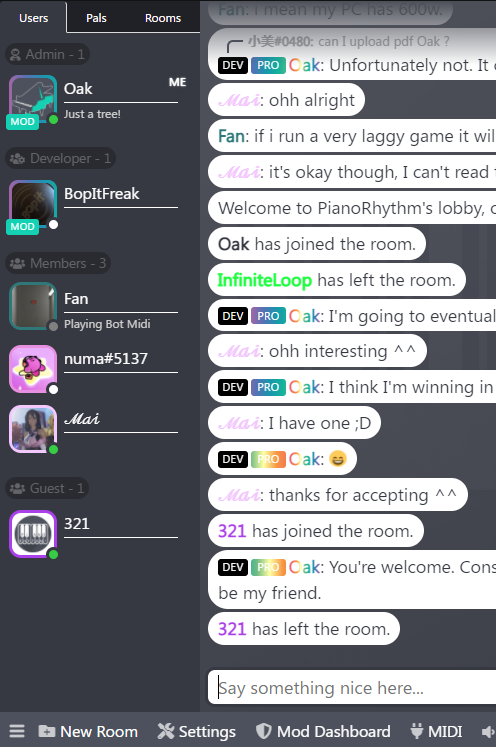 Users Pals Rooms
Admin - 1
Oak ME
Just a tree!
MOD
Developer - 1
BopItFreak
MOD
Members - 3
Fan
Playing Bot Midi
numa#5137
𝓜𝓪𝓲
Guest - 1
321
Fan: I mean my PC has 600w.
小美#0480: can I upload pdf Oak ?
DEV PRO Oak: Unfortunately not. It
𝓜𝓪𝓲: ohh alright
Fan: if i run a very laggy game it wil
𝓜𝓪𝓲: it's okay though, I can't read
Welcome to PianoRhythm's lobby,
Oak has joined the room.
InfiniteLoop has left the room.
DEV PRO Oak: I'm going to eventual
𝓜𝓪𝓲: ohh interesting ^^
DEV PRO Oak: I think I'm winning in
𝓜𝓪𝓲: I have one ;D
DEV PRO Oak: 😄
𝓜𝓪𝓲: thanks for accepting ^^
321 has joined the room.
DEV PRO Oak: You're welcome. Cons
be my friend.
321 has left the room.
Say something nice here...
New Room Settings Mod Dashboard MIDI